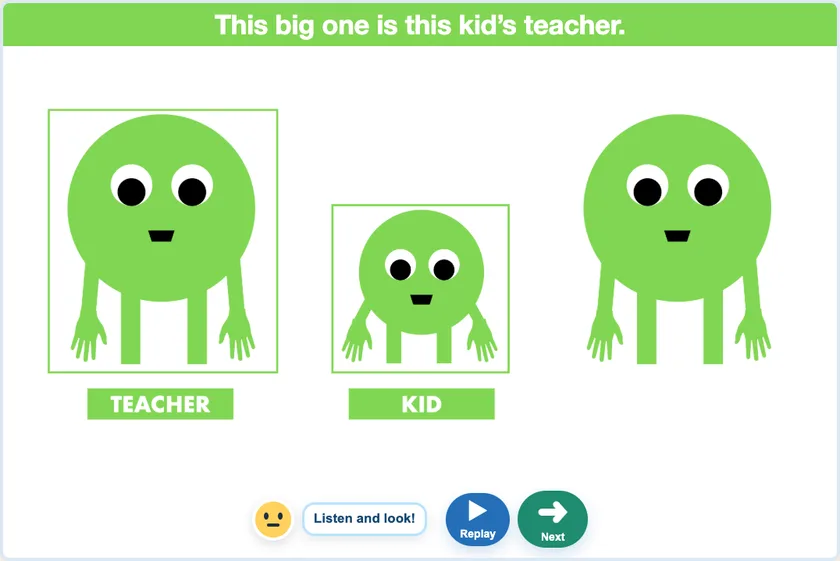 This big one is this kid’s teacher.
TEACHER
KID
Listen and look!
Replay
Next